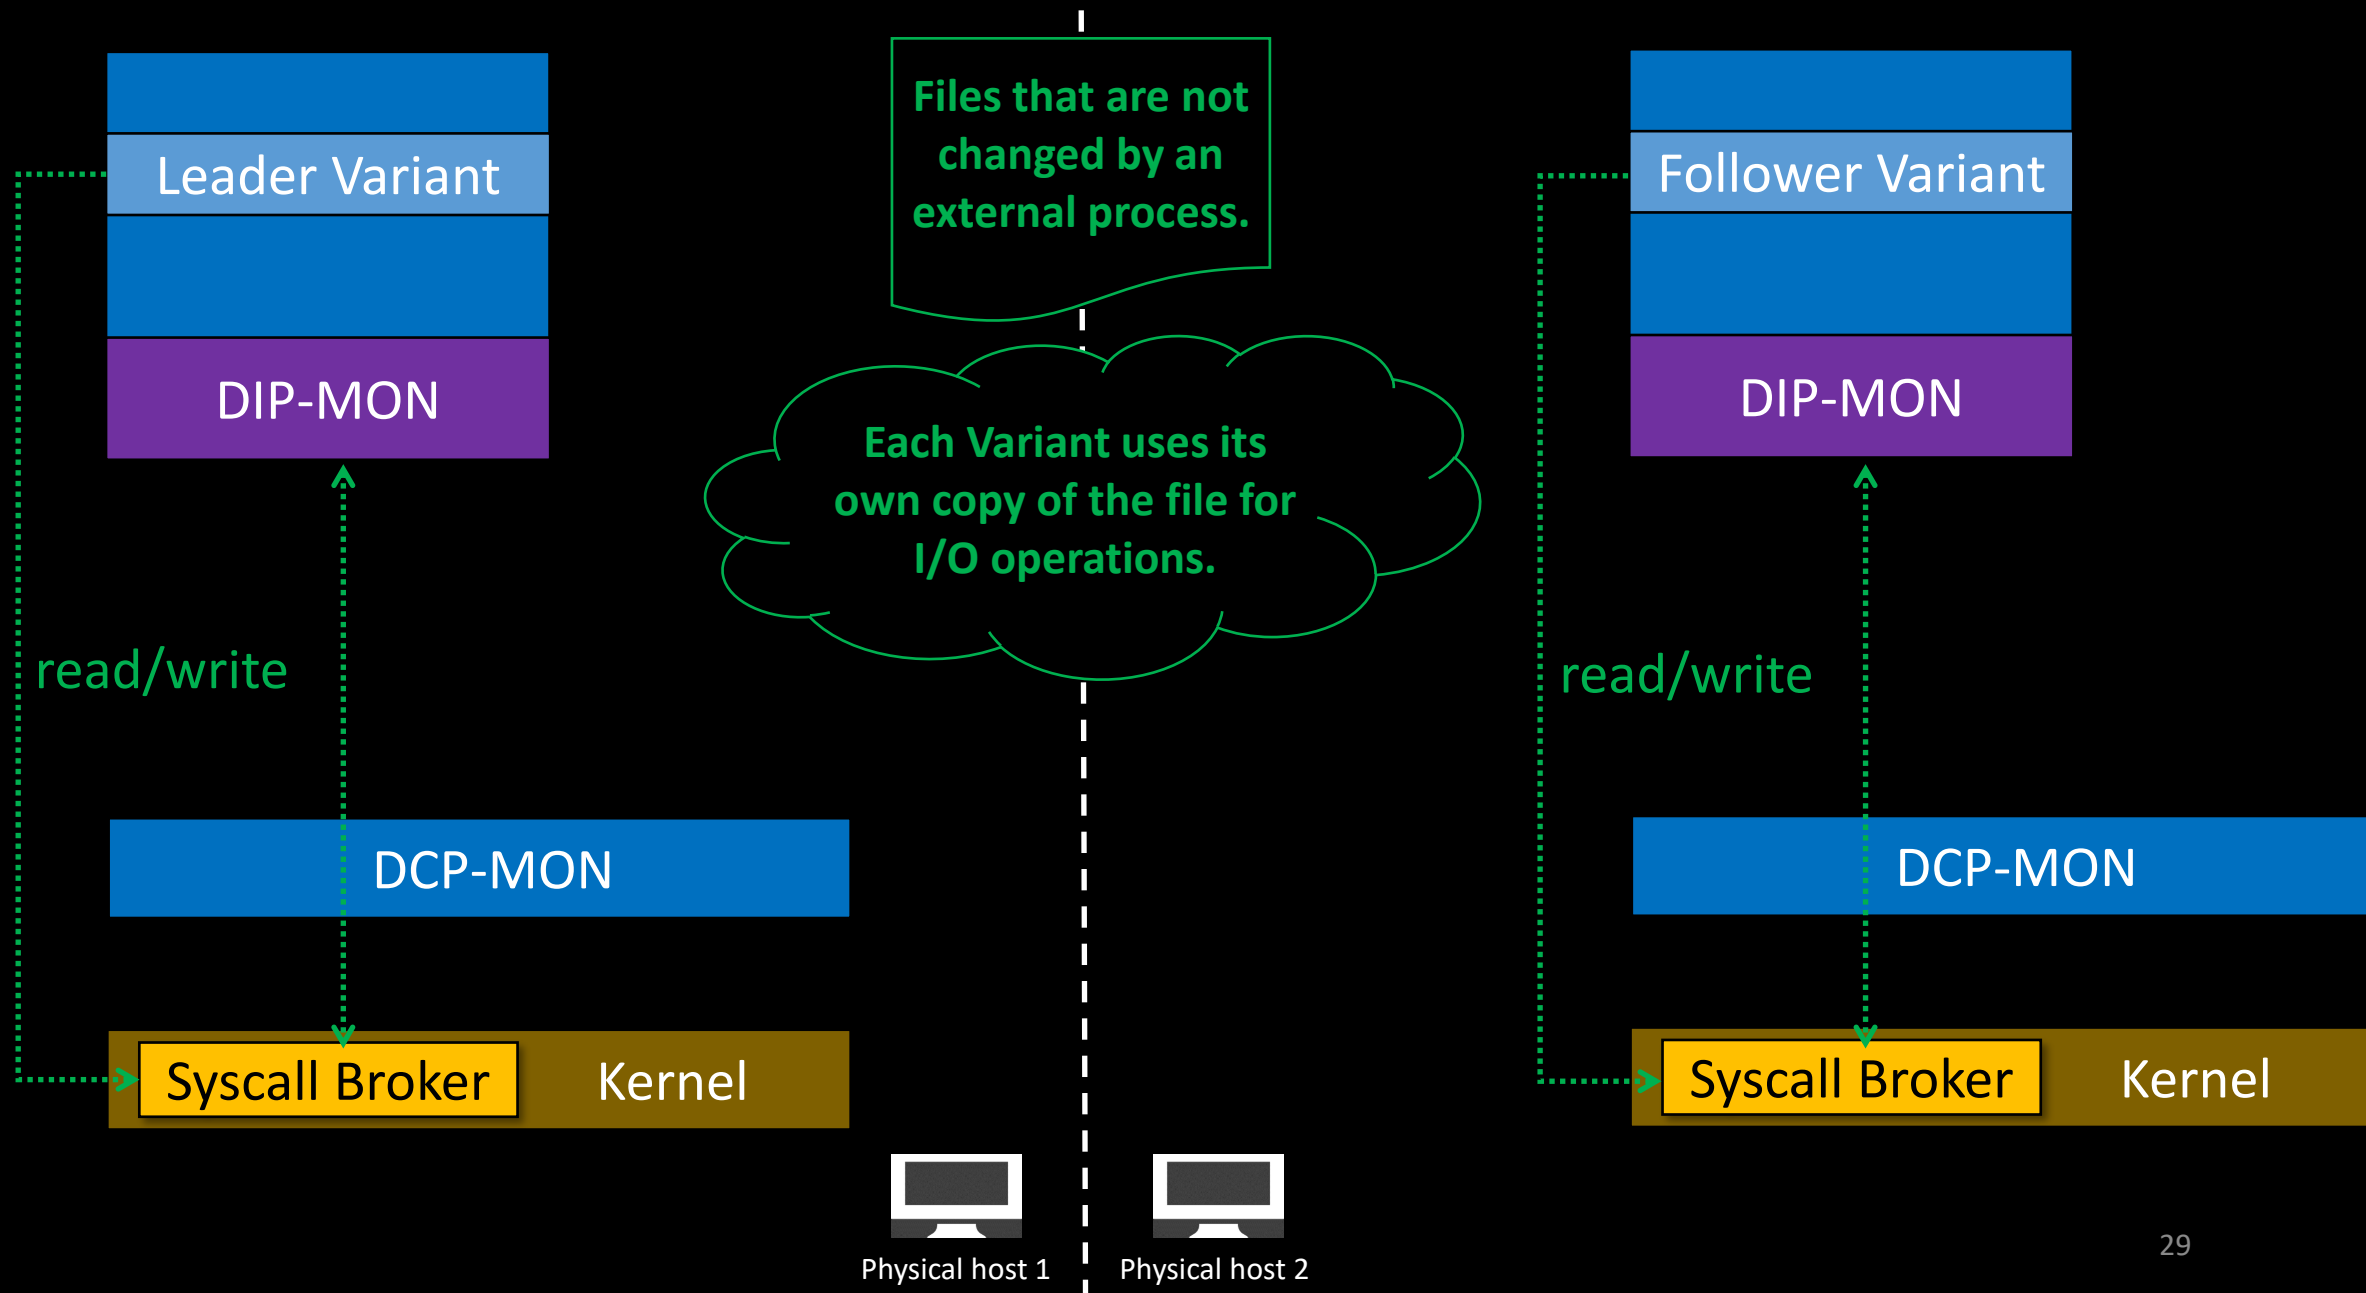 Files that are not
changed by an
external process.
Leader Variant
Follower Variant
DIP-MON
DIP-MON
Each Variant uses its
own copy of the file for
I/O operations.
read/write
read/write
DCP-MON
DCP-MON
Syscall Broker
Kernel
Syscall Broker
Kernel
Physical host 1
Physical host 2
29